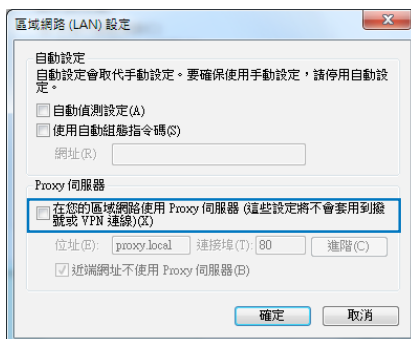 區域網路 (LAN) 設定
自動設定
自動設定會取代手動設定。要確保使用手動設定，請停用自動設
定。
自動偵測設定(A)
使用自動組態指令碼(S)
網址(R)
Proxy 伺服器
在您的區域網路使用 Proxy 伺服器 (這些設定將不會套用到撥
號或 VPN 連線)(X)
位址(E): proxy.local 連接埠(T): 80 進階(C)
近端網址不使用 Proxy 伺服器(B)
確定 取消